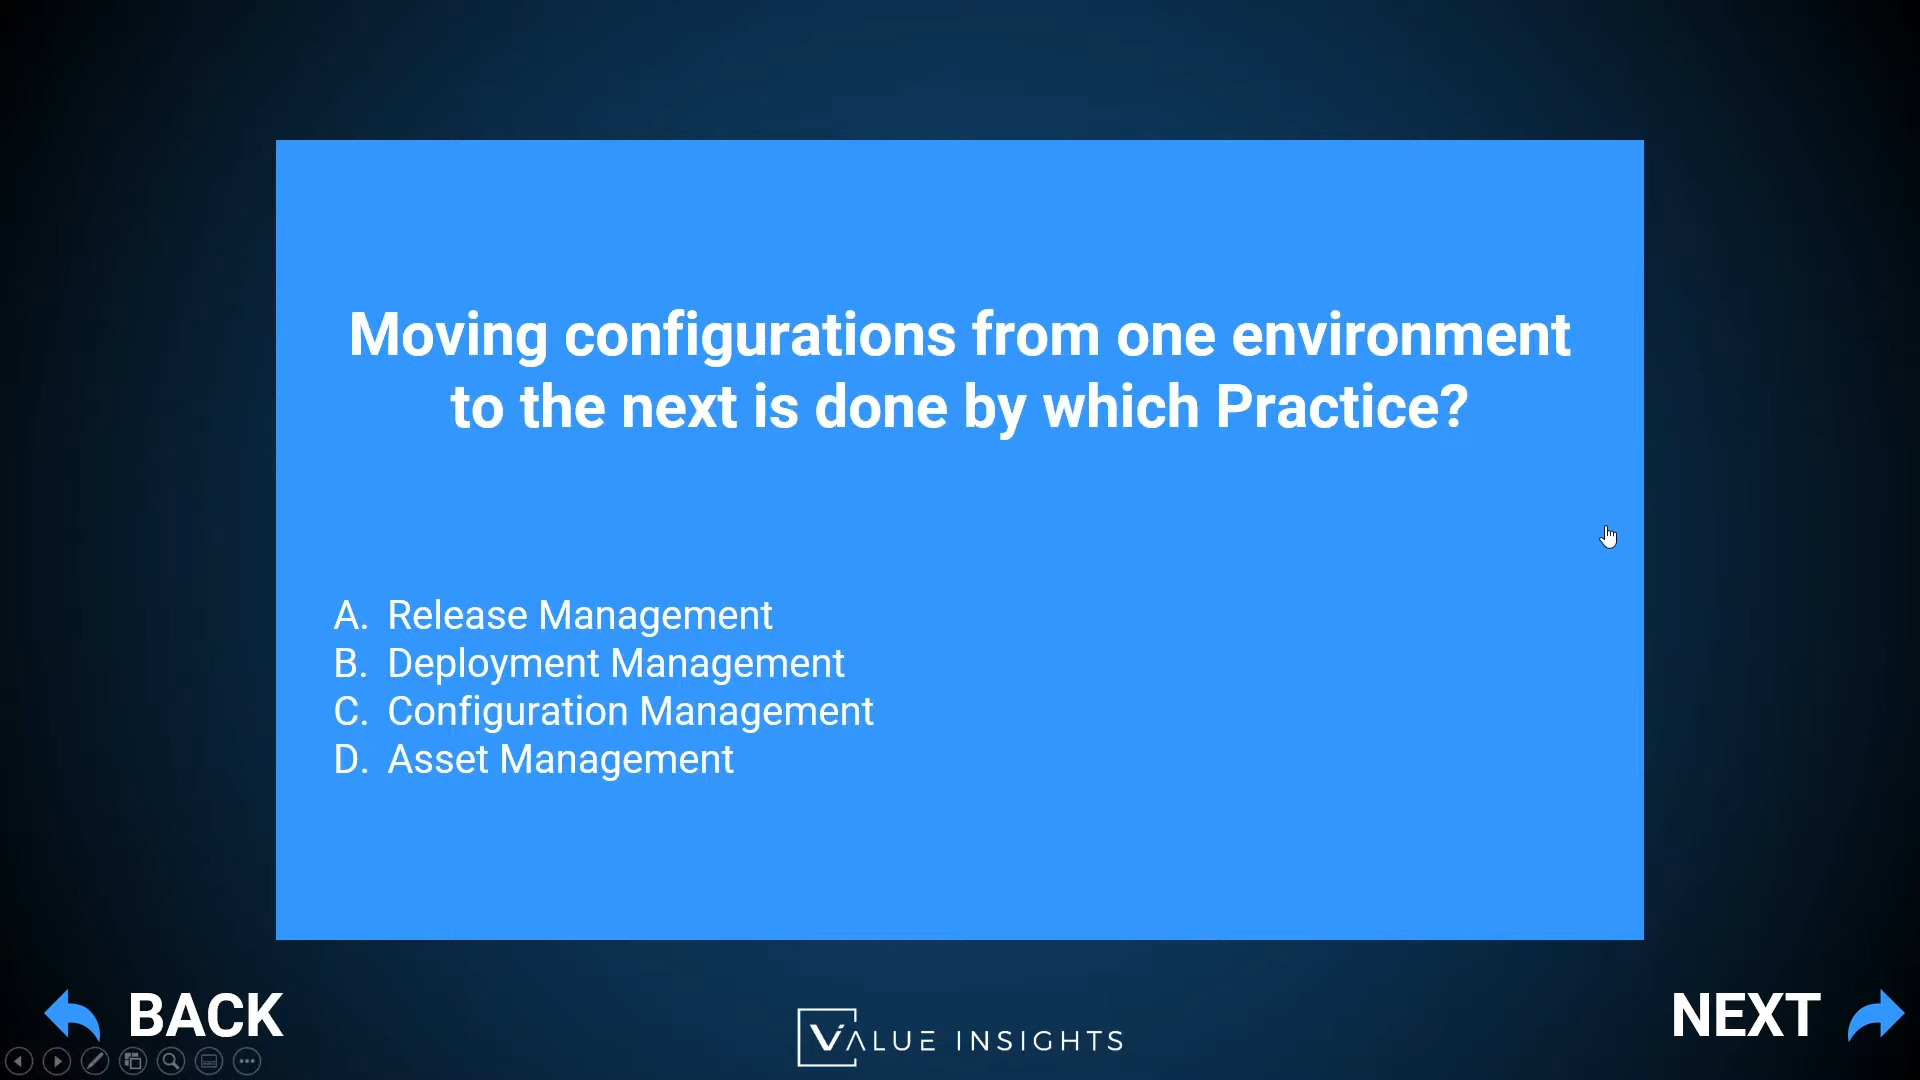 Moving configurations from one environment
to the next is done by which Practice?
A. Release Management
B. Deployment Management
C. Configuration Management
D. Asset Management
BACK
VALUE INSIGHTS
NEXT